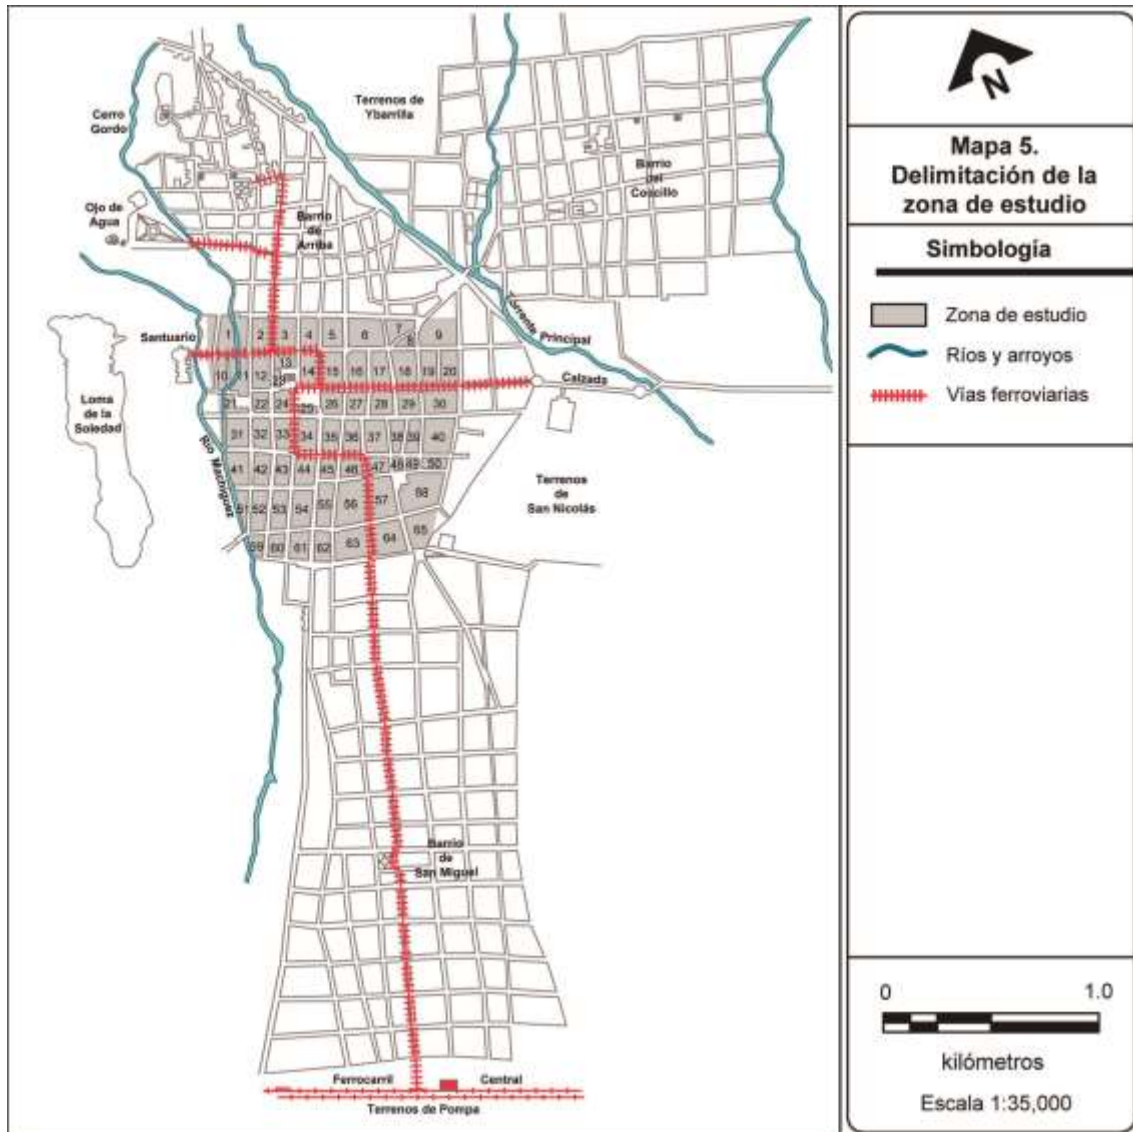 Terrenos de
Ybarrilla
Cerro
Gordo
Barrio
del
Coecillo
Ojo de
Agua
Barrio
de
Arriba
Torrente Principal
Santuario
Calzada
Loma
de la
Soledad
Río Machiguez
Terrenos
de
San Nicolás
1 2 3 4 5 6 7 8 9
10 11 12 13 14 15 16 17 18 19 20
23
21 22 24 25 26 27 28 29 30
31 32 33 34 35 36 37 38 39 40
41 42 43 44 45 46 47 48 49 50
51 52 53 54 55 56 57 58
59 60 61 62 63 64 65
Barrio
de
San Miguel
Ferrocarril Central
Terrenos de Pompa
N
Mapa 5.
Delimitación de la
zona de estudio
Simbología
Zona de estudio
Ríos y arroyos
Vías ferroviarias
0 1.0
kilómetros
Escala 1:35,000